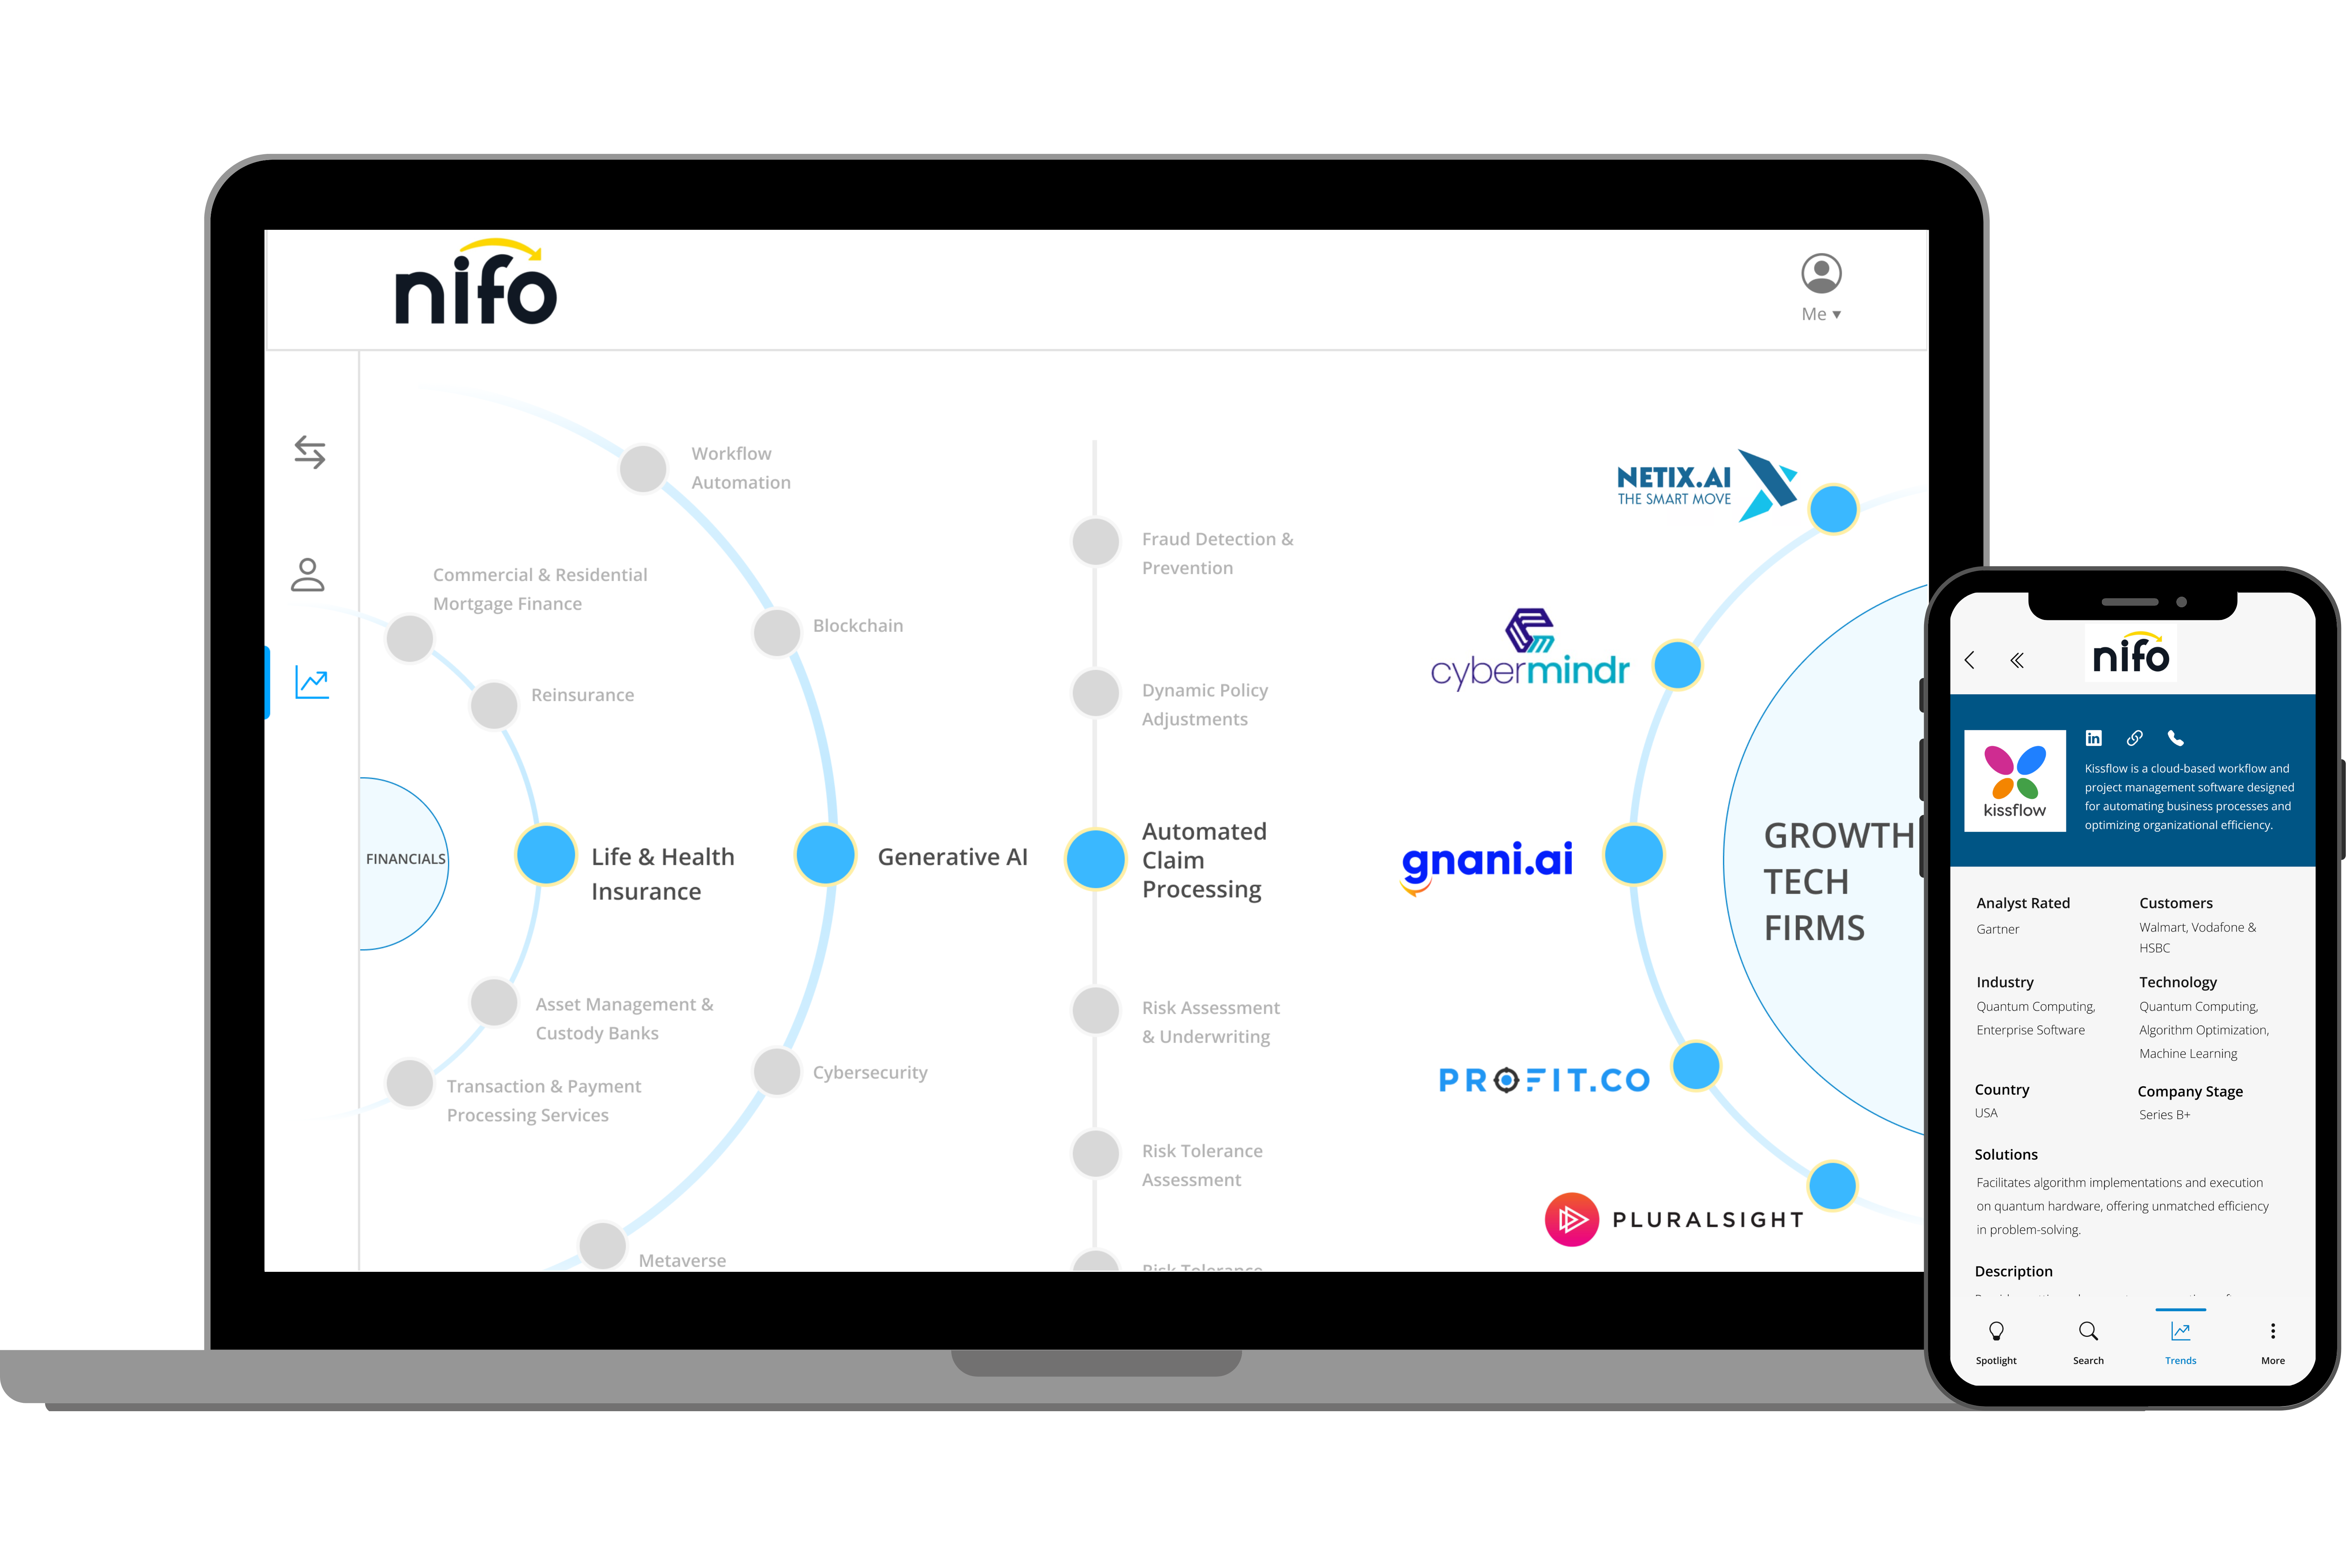 nifo
Me ▾
Workflow
Automation
Commercial & Residential
Mortgage Finance
Blockchain
Reinsurance
FINANCIALS
Life & Health
Insurance
Generative AI
Asset Management &
Custody Banks
Cybersecurity
Transaction & Payment
Processing Services
Metaverse
Fraud Detection &
Prevention
Dynamic Policy
Adjustments
Automated
Claim
Processing
Risk Assessment
& Underwriting
Risk Tolerance
Assessment
Risk Tolerance
NETIX.AI
THE SMART MOVE
cybermindr
gnani.ai
PROFIT.CO
PLURALSIGHT
GROWTH
TECH
FIRMS
nifo
kissflow
in
Kissflow is a cloud-based workflow and
project management software designed
for automating business processes and
optimizing organizational efficiency.
Analyst Rated
Gartner
Customers
Walmart, Vodafone &
HSBC
Industry
Quantum Computing,
Enterprise Software
Technology
Quantum Computing,
Algorithm Optimization,
Machine Learning
Country
USA
Company Stage
Series B+
Solutions
Facilitates algorithm implementations and execution
on quantum hardware, offering unmatched efficiency
in problem-solving.
Description
Spotlight
Search
Trends
More